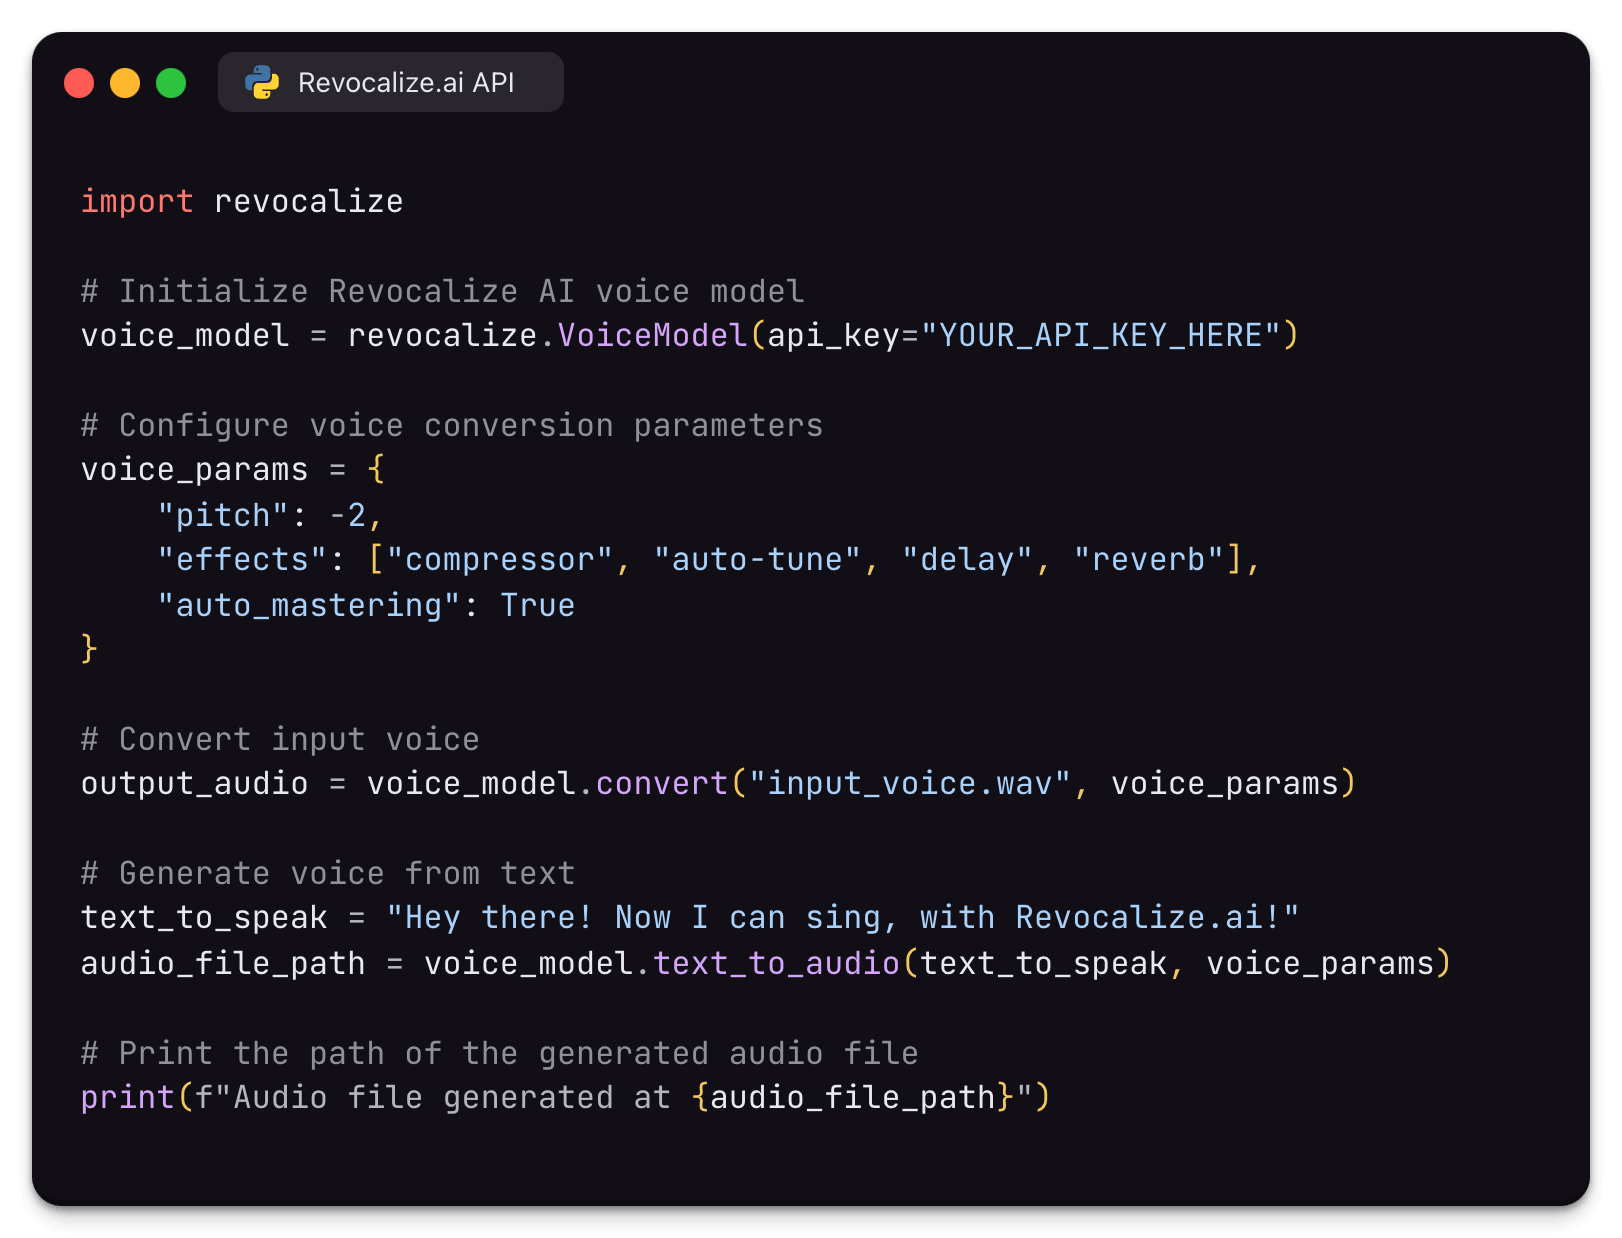 Revocalize.ai API
import revocalize
# Initialize Revocalize AI voice model
voice_model = revocalize.VoiceModel(api_key="YOUR_API_KEY_HERE")
# Configure voice conversion parameters
voice_params = {
    "pitch": -2,
    "effects": ["compressor", "auto-tune", "delay", "reverb"],
    "auto_mastering": True
}
# Convert input voice
output_audio = voice_model.convert("input_voice.wav", voice_params)
# Generate voice from text
text_to_speak = "Hey there! Now I can sing, with Revocalize.ai!"
audio_file_path = voice_model.text_to_audio(text_to_speak, voice_params)
# Print the path of the generated audio file
print(f"Audio file generated at {audio_file_path}")